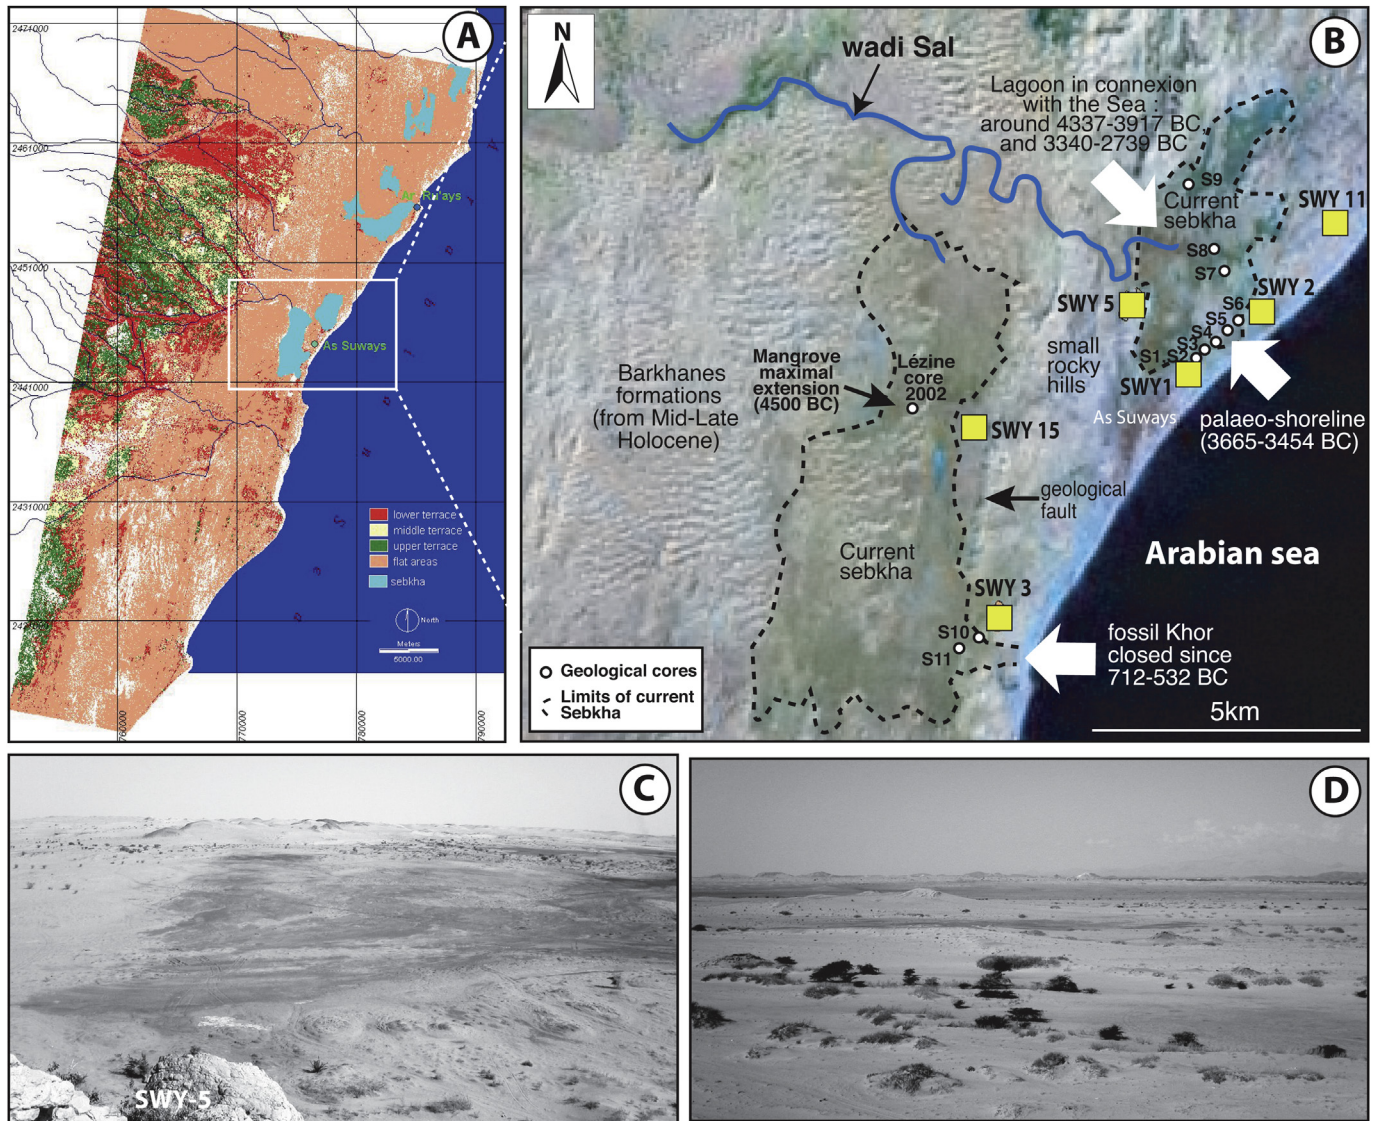 A
2471000
2461000
As Ru'ays
2451000
As Suways
2441000
2431000
lower terrace
middle terrace
upper terrace
flat areas
sebkha
North
Meters
5000.00
760000
770000
780000
790000
B
N
wadi Sal
Lagoon in connexion
with the Sea :
around 4337-3917 BC
and 3340-2739 BC
S9
Current
sebkha
SWY 11
S8
S7
SWY 5
SWY 2
S6
S5
S4
S3
S1
S2
small
rocky
hills
SWY1
As Suways
palaeo-shoreline
(3665-3454 BC)
Barkhanes
formations
(from Mid-Late
Holocene)
Mangrove
maximal
extension
(4500 BC)
Lézine
core
2002
SWY 15
geological
fault
Arabian sea
Current
sebkha
SWY 3
S10
S11
fossil Khor
closed since
712-532 BC
Geological cores
Limits of current
Sebkha
5km
C
SWY-5
D